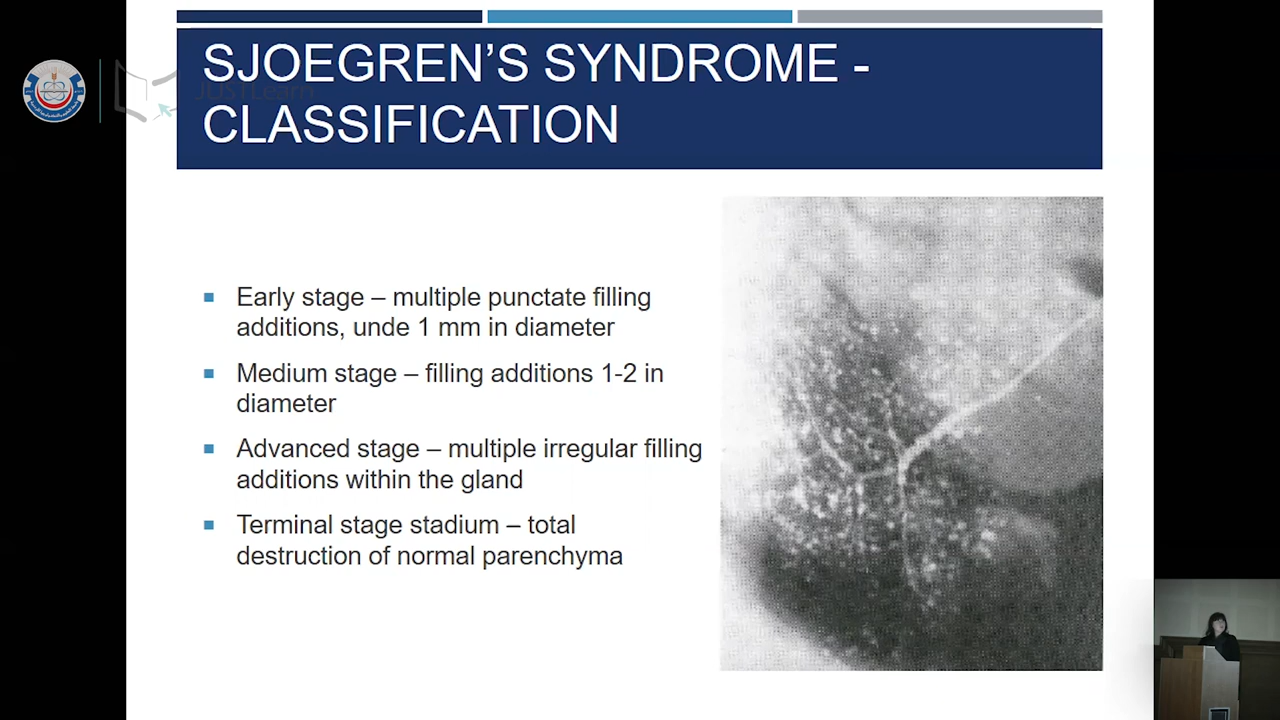 SJOEGREN'S SYNDROME -
CLASSIFICATION
JUSTLearn
Early stage – multiple punctate filling
additions, unde 1 mm in diameter
Medium stage – filling additions 1-2 in
diameter
Advanced stage – multiple irregular filling
additions within the gland
Terminal stage stadium – total
destruction of normal parenchyma